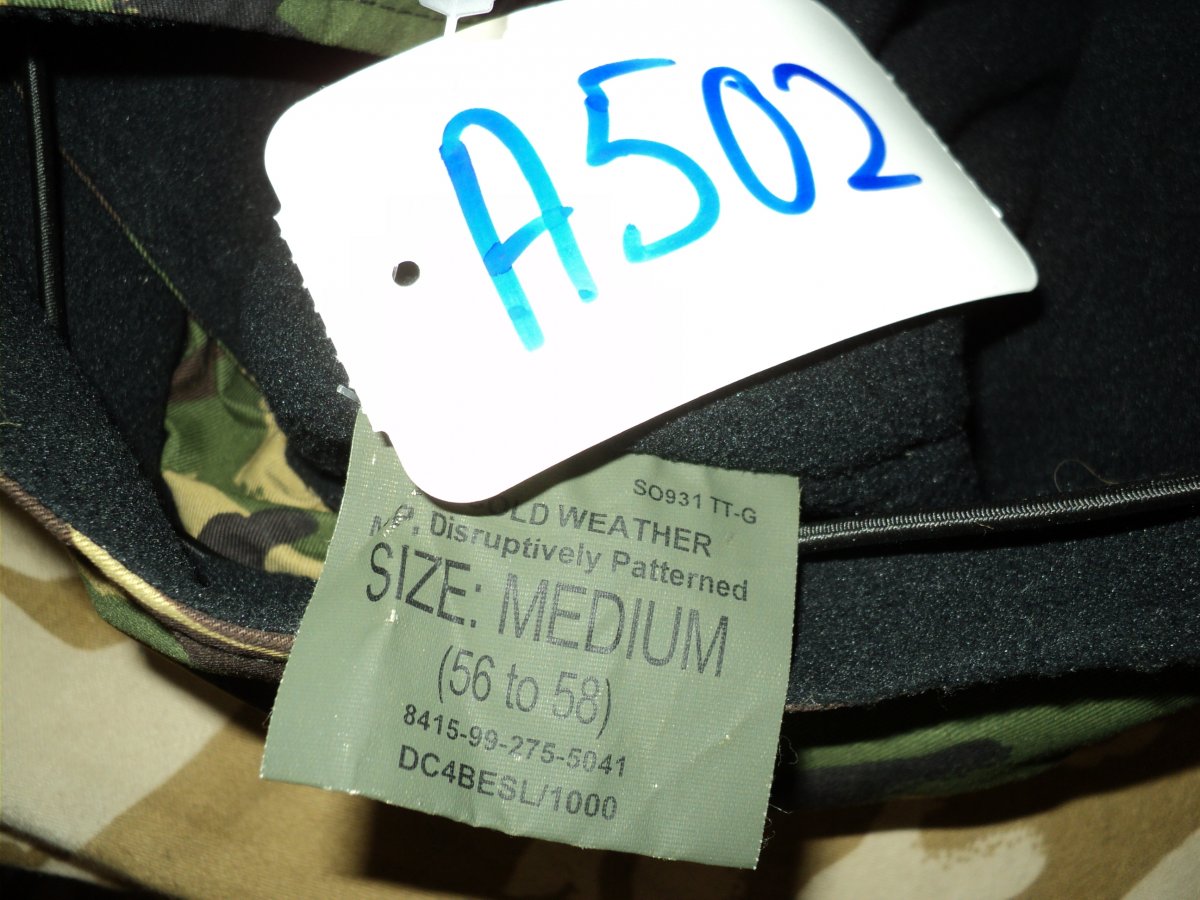 A502
SO931 TT-G
OLD WEATHER
Disruptively Patterned
SIZE: MEDIUM
(56 to 58)
8415-99-275-5041
DC4BESL/1000